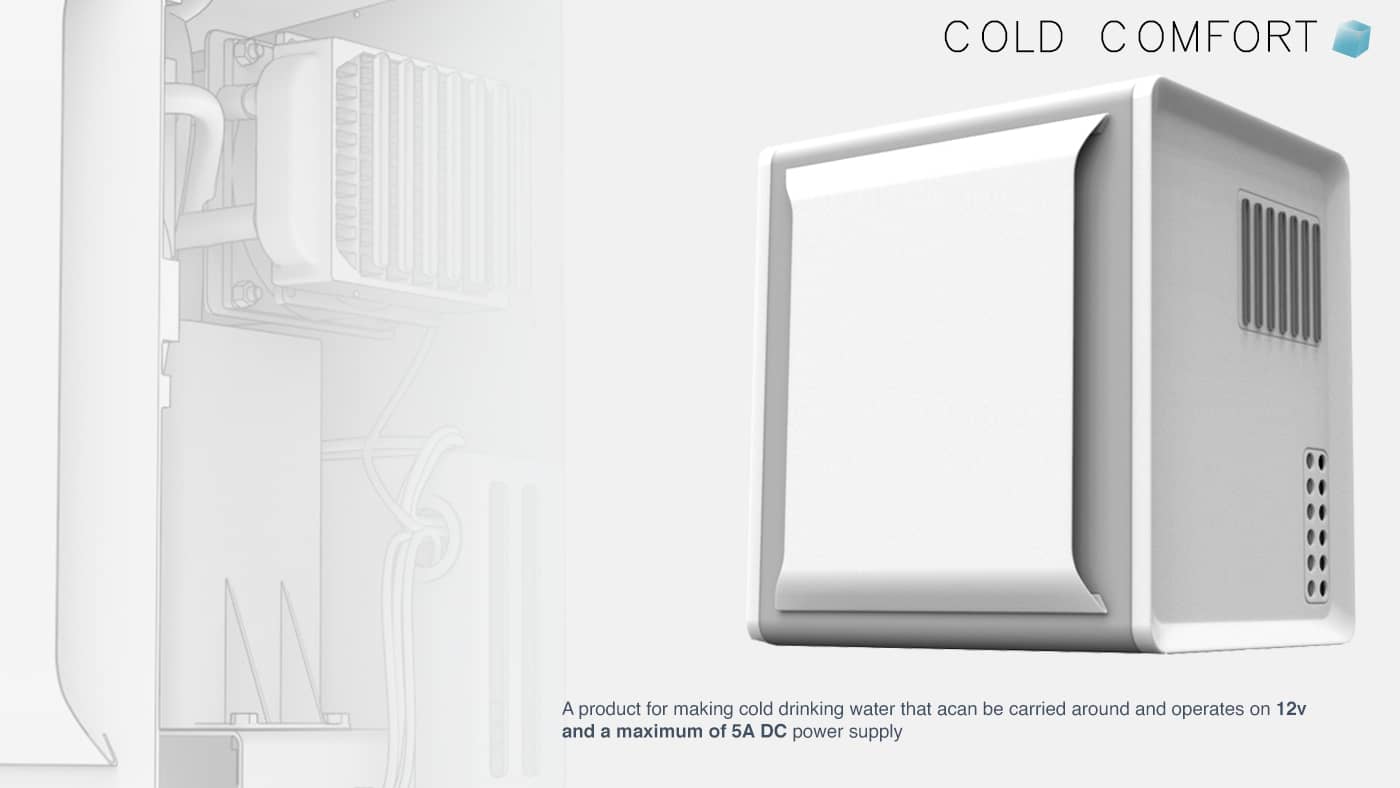 COLD COMFORT
A product for making cold drinking water that acan be carried around and operates on 12v
and a maximum of 5A DC power supply